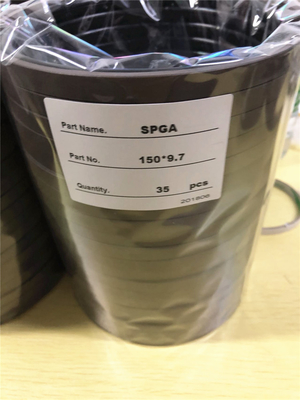 Part Name. SPGA
Part No. 150*9.7
Quantity. 35 pcs
201808